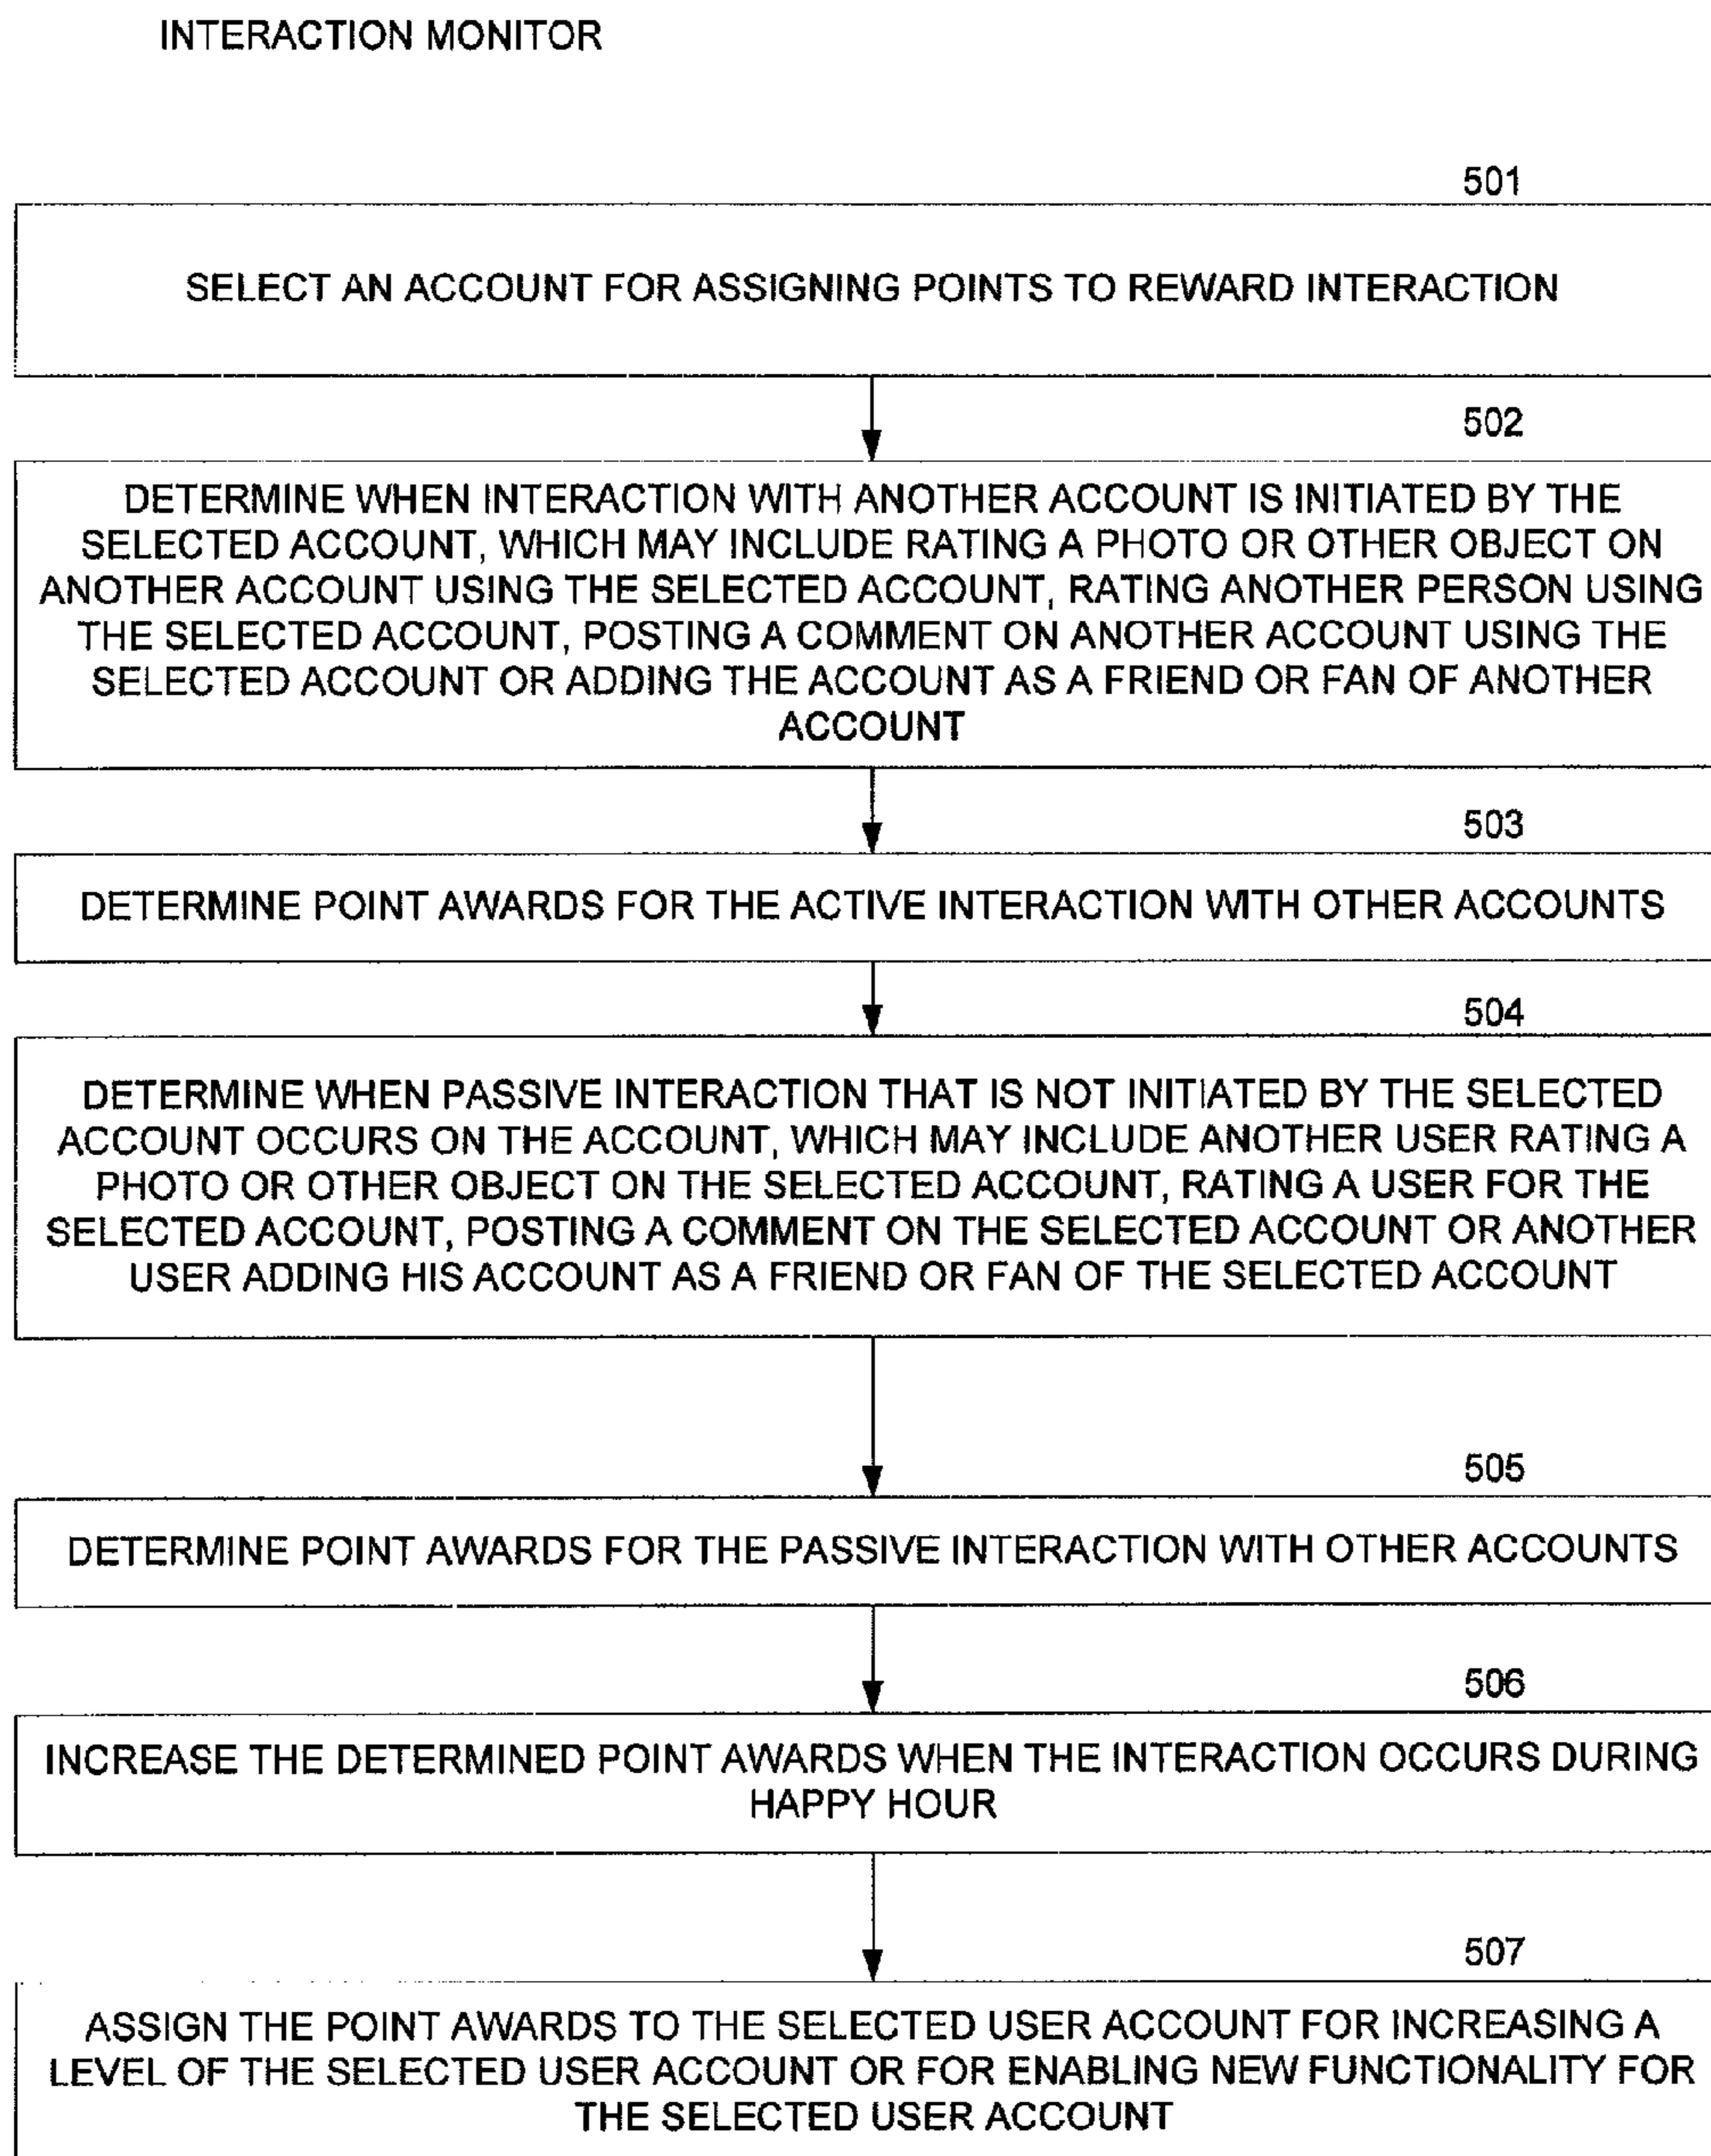 INTERACTION MONITOR
501
SELECT AN ACCOUNT FOR ASSIGNING POINTS TO REWARD INTERACTION
502
DETERMINE WHEN INTERACTION WITH ANOTHER ACCOUNT IS INITIATED BY THE
SELECTED ACCOUNT, WHICH MAY INCLUDE RATING A PHOTO OR OTHER OBJECT ON
ANOTHER ACCOUNT USING THE SELECTED ACCOUNT, RATING ANOTHER PERSON USING
THE SELECTED ACCOUNT, POSTING A COMMENT ON ANOTHER ACCOUNT USING THE
SELECTED ACCOUNT OR ADDING THE ACCOUNT AS A FRIEND OR FAN OF ANOTHER
ACCOUNT
503
DETERMINE POINT AWARDS FOR THE ACTIVE INTERACTION WITH OTHER ACCOUNTS
504
DETERMINE WHEN PASSIVE INTERACTION THAT IS NOT INITIATED BY THE SELECTED
ACCOUNT OCCURS ON THE ACCOUNT, WHICH MAY INCLUDE ANOTHER USER RATING A
PHOTO OR OTHER OBJECT ON THE SELECTED ACCOUNT, RATING A USER FOR THE
SELECTED ACCOUNT, POSTING A COMMENT ON THE SELECTED ACCOUNT OR ANOTHER
USER ADDING HIS ACCOUNT AS A FRIEND OR FAN OF THE SELECTED ACCOUNT
505
DETERMINE POINT AWARDS FOR THE PASSIVE INTERACTION WITH OTHER ACCOUNTS
506
INCREASE THE DETERMINED POINT AWARDS WHEN THE INTERACTION OCCURS DURING
HAPPY HOUR
507
ASSIGN THE POINT AWARDS TO THE SELECTED USER ACCOUNT FOR INCREASING A
LEVEL OF THE SELECTED USER ACCOUNT OR FOR ENABLING NEW FUNCTIONALITY FOR
THE SELECTED USER ACCOUNT